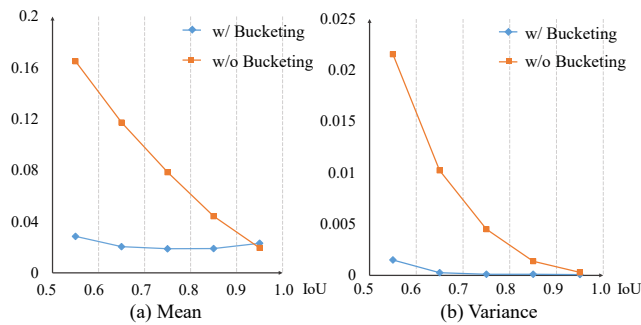 0.2
0.16
0.12
0.08
0.04
0
0.5 0.6 0.7 0.8 0.9 1.0 IoU
w/ Bucketing
w/o Bucketing
(a) Mean
0.025
0.02
0.015
0.01
0.005
0
0.5 0.6 0.7 0.8 0.9 1.0 IoU
w/ Bucketing
w/o Bucketing
(b) Variance